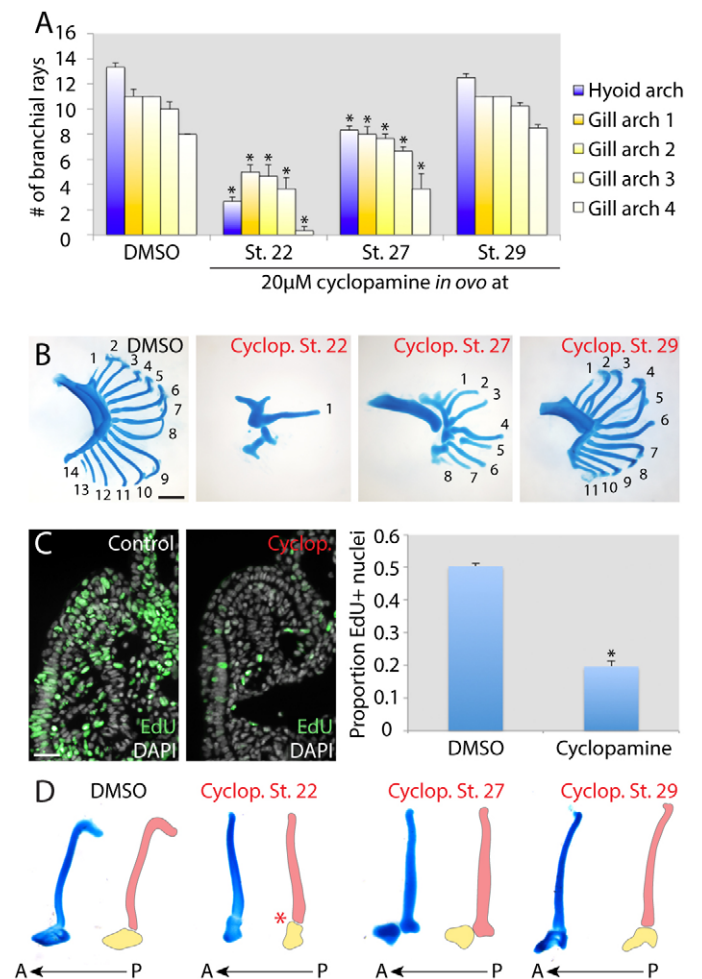 A
# of branchial rays
16
14
12
10
8
6
4
2
0
DMSO
St. 22
St. 27
St. 29
20μM cyclopamine in ovo at
* * * * *
* * * * *
Hyoid arch
Gill arch 1
Gill arch 2
Gill arch 3
Gill arch 4
B
DMSO
1 2 3 4 5 6 7 8 9 10 11 12 13 14
Cyclop. St. 22
1
Cyclop. St. 27
1 2 3 4 5 6 7 8
Cyclop. St. 29
1 2 3 4 5 6 7 8 9 10 11
C
Control
EdU
DAPI
Cyclop.
EdU
DAPI
Proportion EdU+ nuclei
0.6
0.5
0.4
0.3
0.2
0.1
0
*
DMSO
Cyclopamine
D
DMSO
Cyclop. St. 22
Cyclop. St. 27
Cyclop. St. 29
*
A P
A P
A P
A P